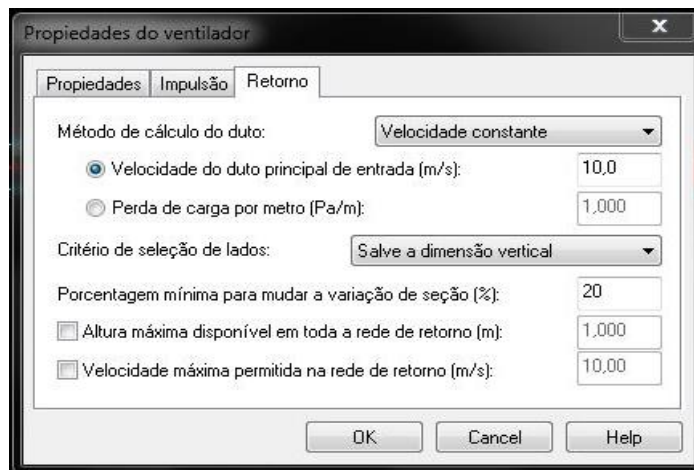 Propiedades do ventilador
x
Propiedades Impulsão Retorno
Método de cálculo do duto: Velocidade constante
Velocidade do duto principal de entrada (m/s): 10,0
Perda de carga por metro (Pa/m): 1,000
Critério de seleção de lados: Salve a dimensão vertical
Porcentagem mínima para mudar a variação de seção (%): 20
Altura máxima disponível em toda a rede de retorno (m): 1,000
Velocidade máxima permitida na rede de retorno (m/s): 10,00
OK Cancel Help